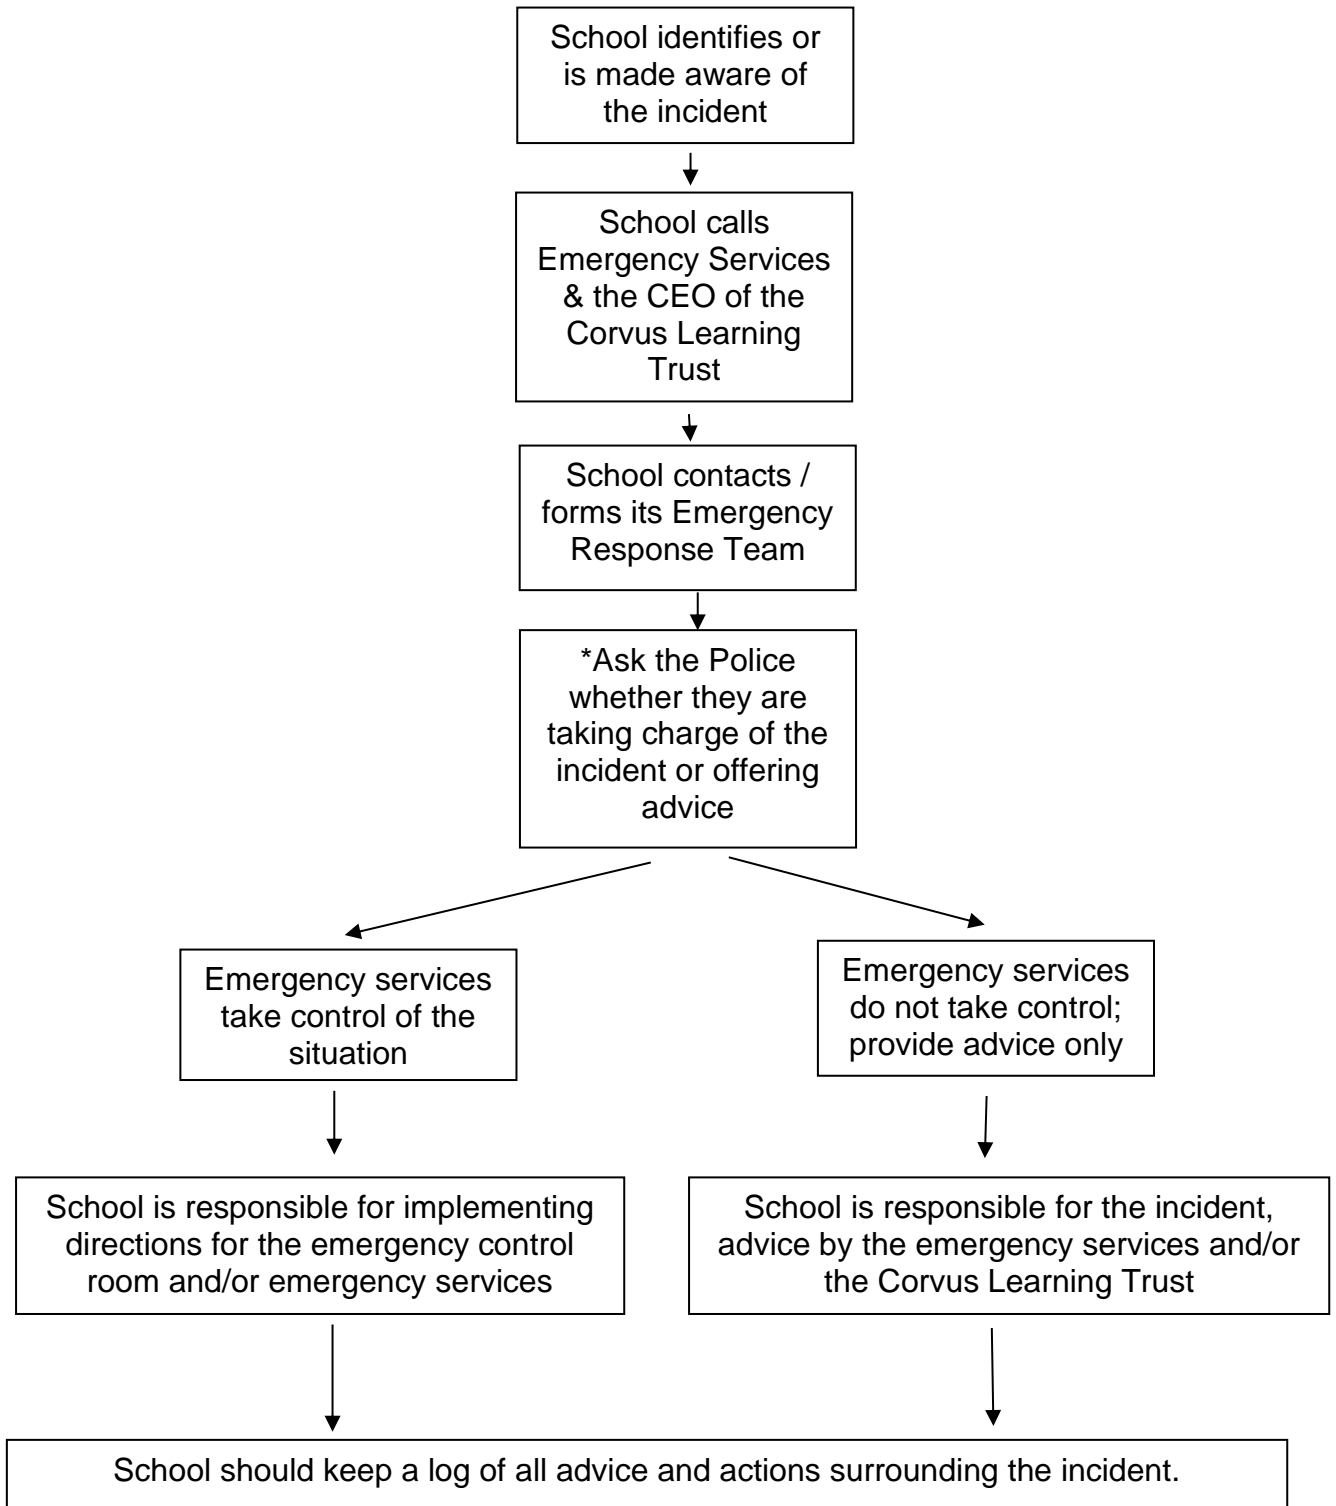 School identifies or
is made aware of
the incident
School calls
Emergency Services
& the CEO of the
Corvus Learning
Trust
School contacts /
forms its Emergency
Response Team
*Ask the Police
whether they are
taking charge of the
incident or offering
advice
Emergency services
take control of the
situation
Emergency services
do not take control;
provide advice only
School is responsible for implementing
directions for the emergency control
room and/or emergency services
School is responsible for the incident,
advice by the emergency services and/or
the Corvus Learning Trust
School should keep a log of all advice and actions surrounding the incident.